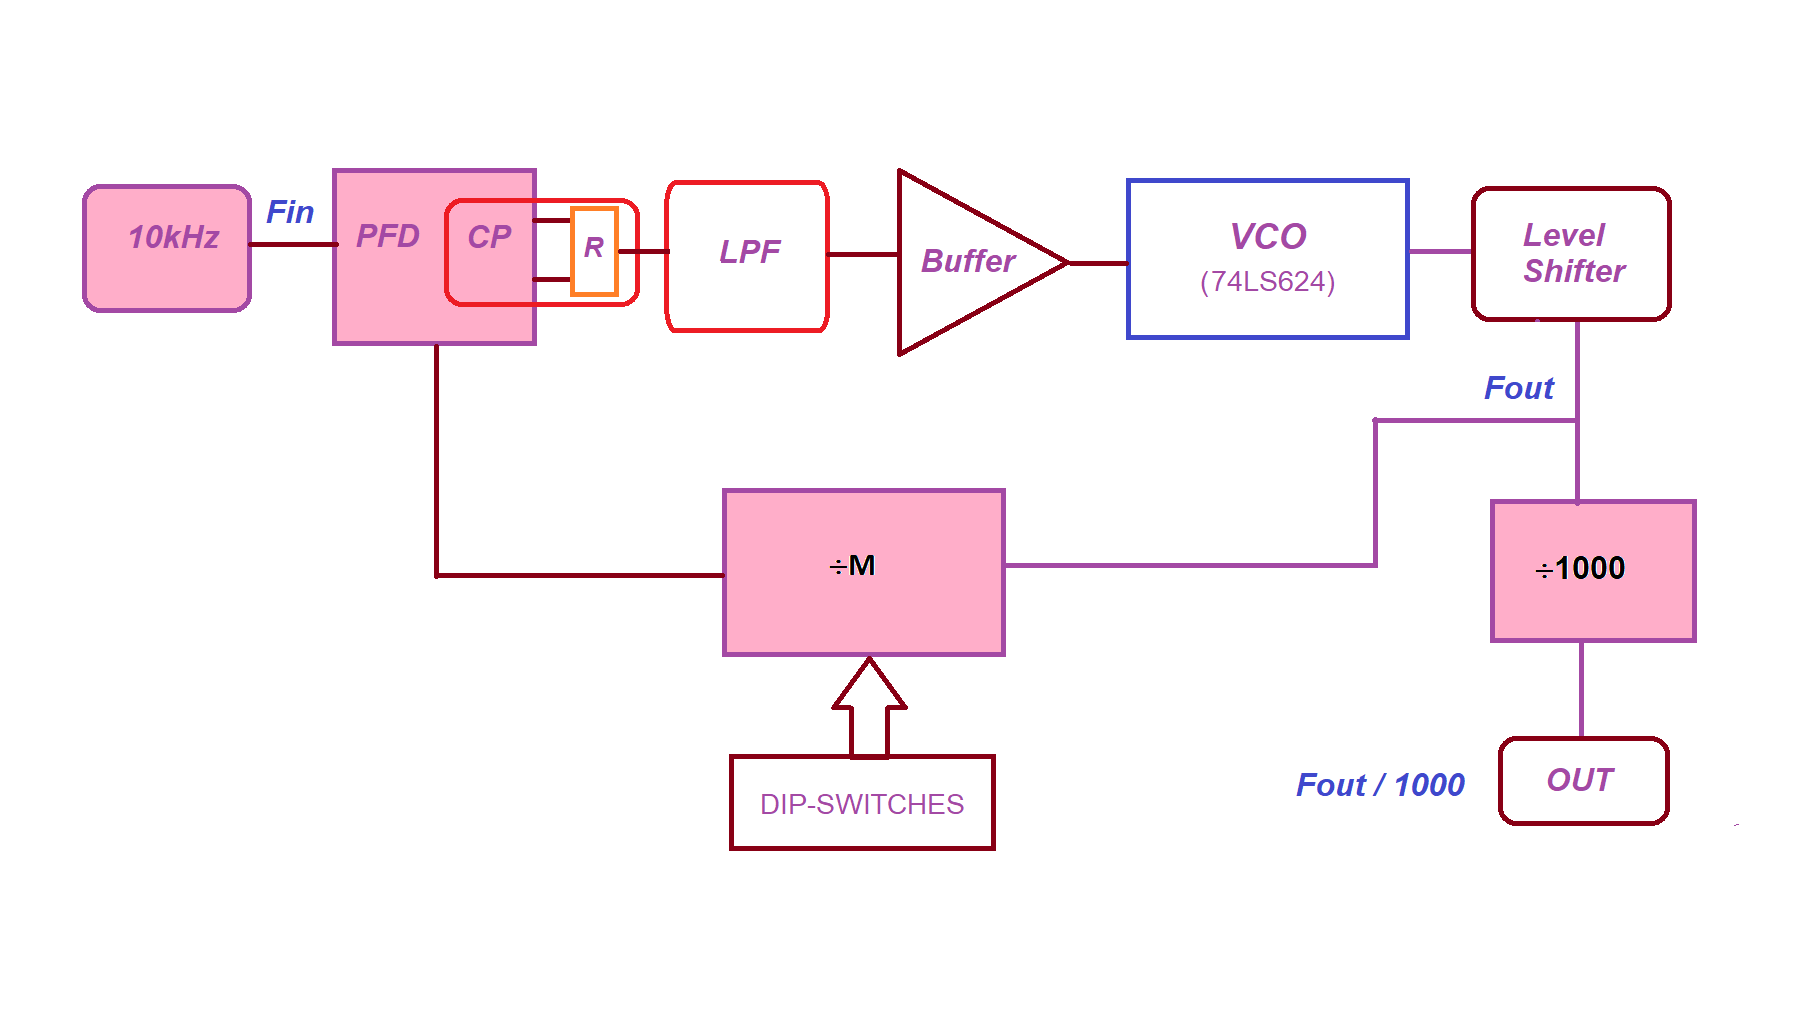 10kHz
Fin
PFD
CP
R
LPF
Buffer
VCO
(74LS624)
Level
Shifter
Fout
÷M
÷1000
DIP-SWITCHES
Fout / 1000
OUT